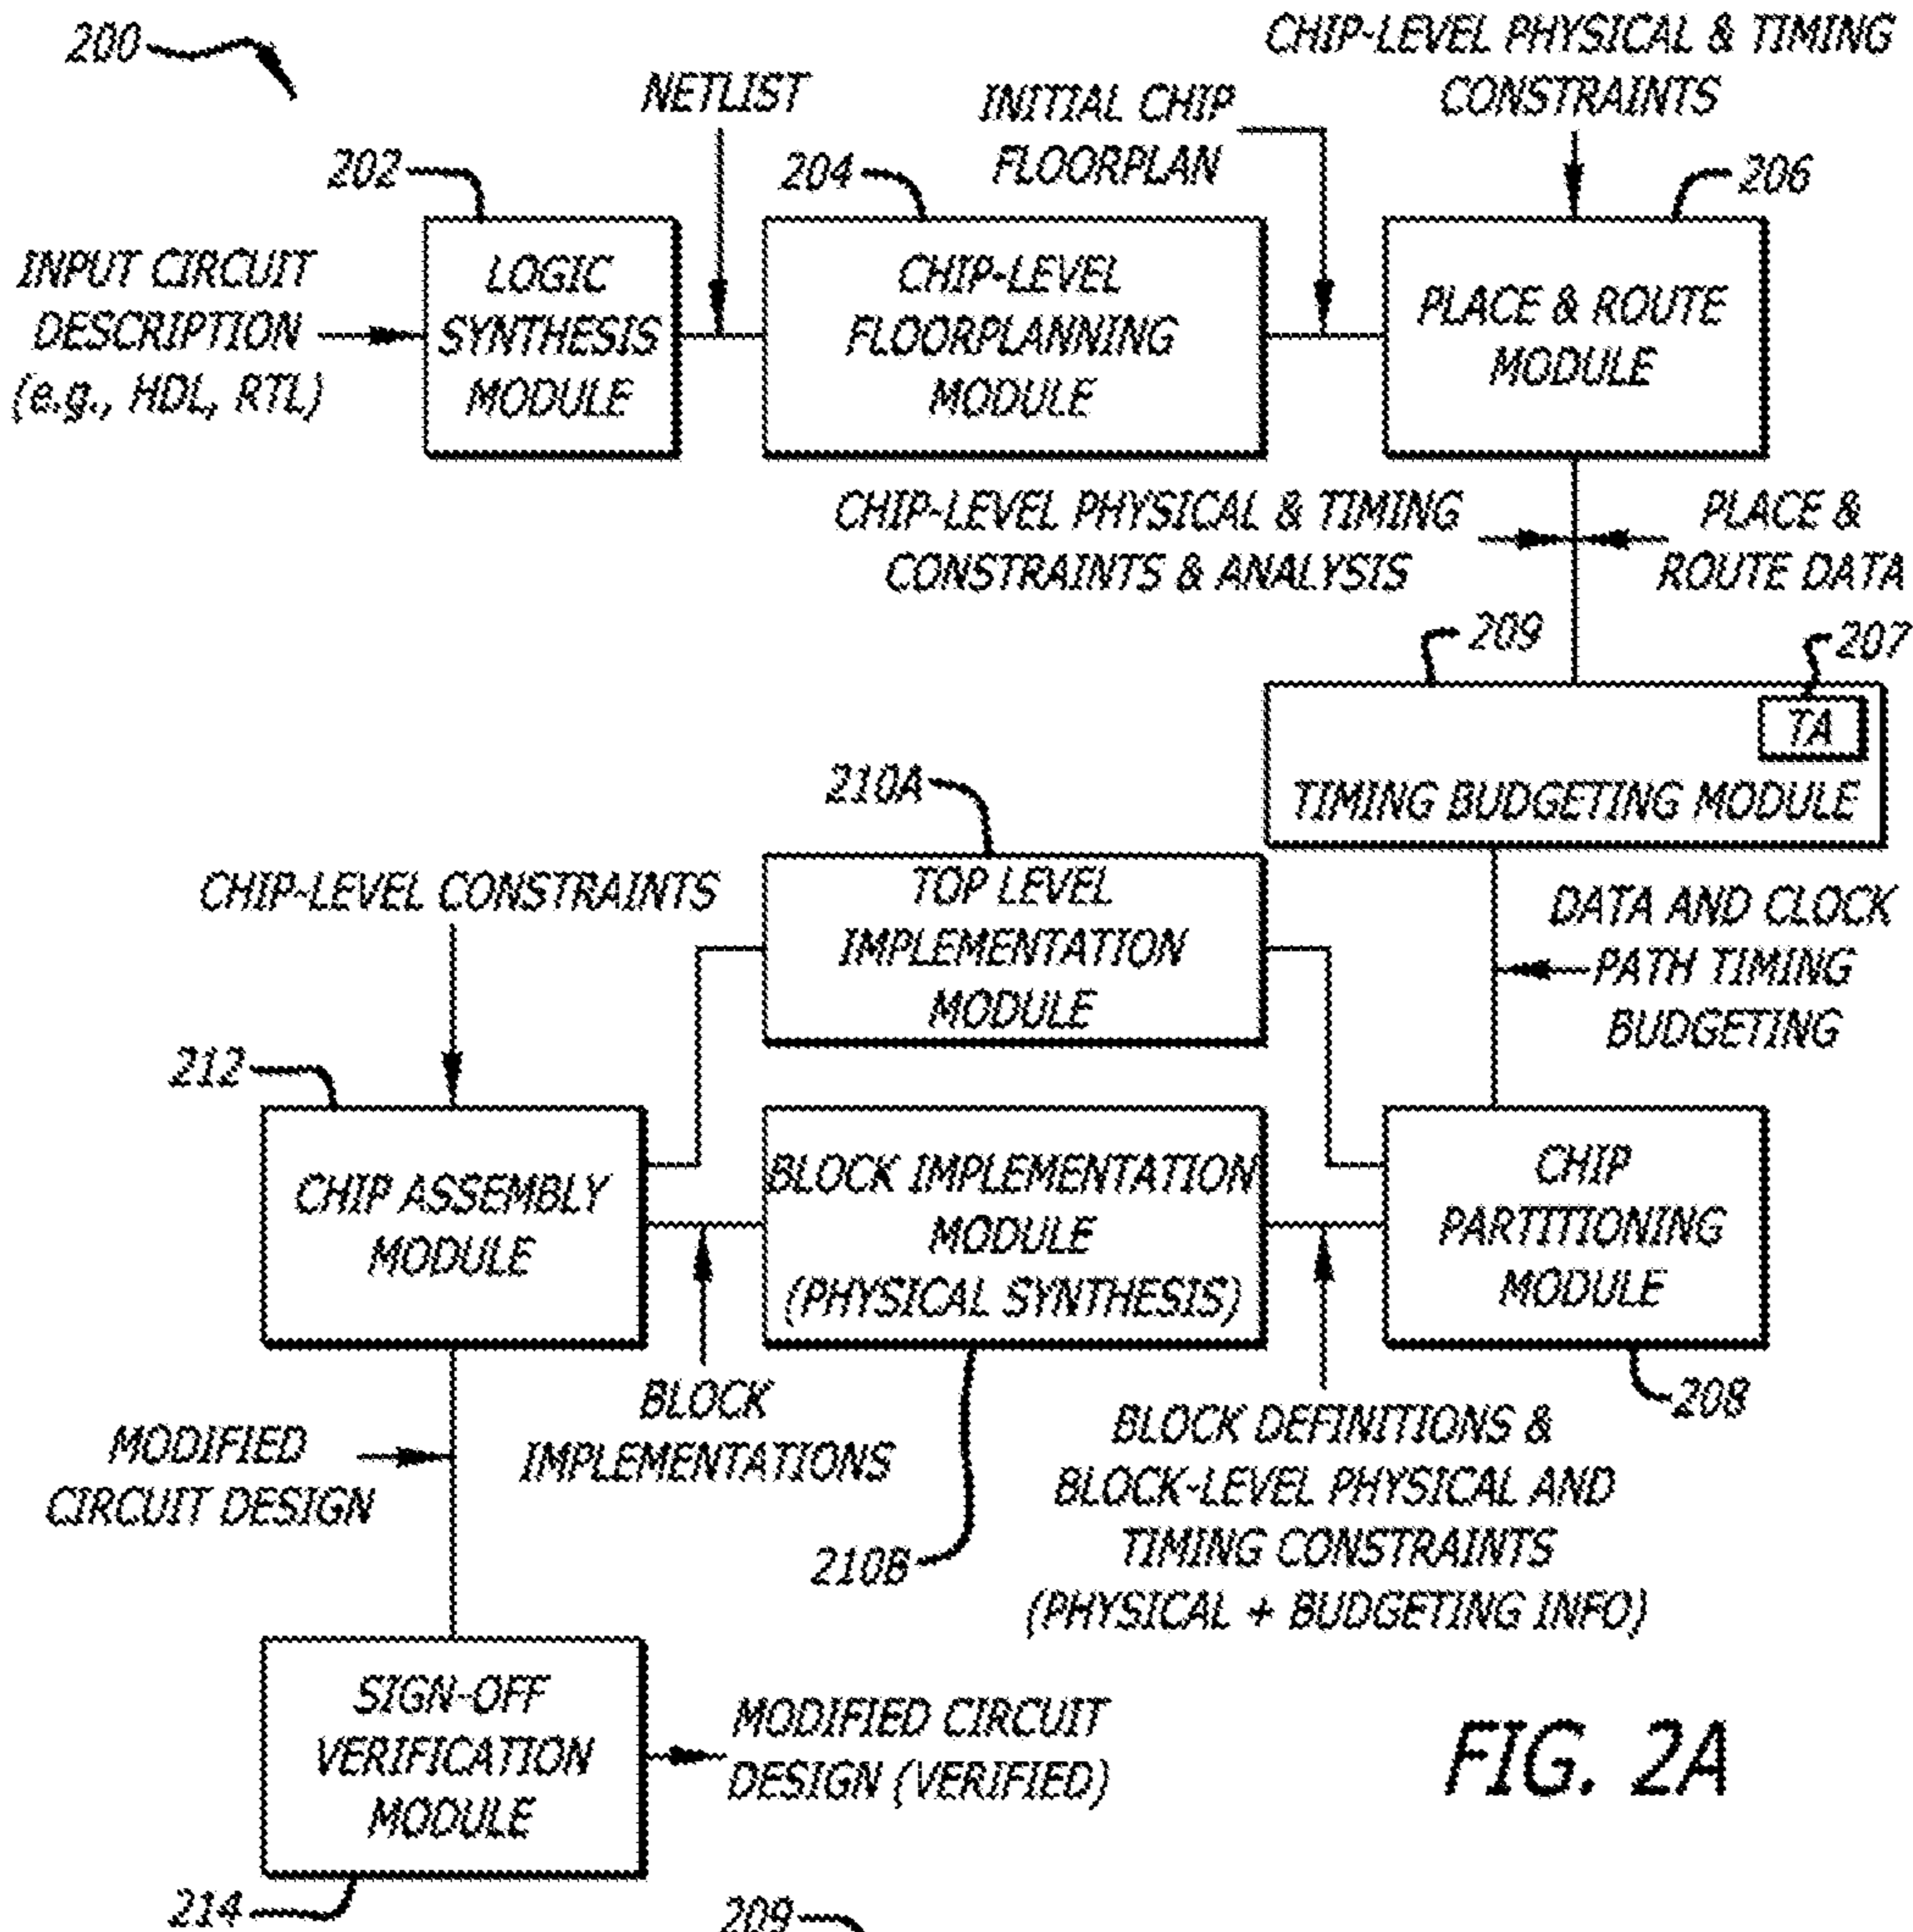 200
NETLIST
INITIAL CHIP
FLOORPLAN
CHIP-LEVEL PHYSICAL & TIMING
CONSTRAINTS
202
204
206
INPUT CIRCUIT
DESCRIPTION
(e.g., HDL, RTL)
LOGIC
SYNTHESIS
MODULE
CHIP-LEVEL
FLOORPLANNING
MODULE
PLACE & ROUTE
MODULE
CHIP-LEVEL PHYSICAL & TIMING
CONSTRAINTS & ANALYSIS
PLACE &
ROUTE DATA
209
207
TA
TIMING BUDGETING MODULE
210A
CHIP-LEVEL CONSTRAINTS
TOP LEVEL
IMPLEMENTATION
MODULE
DATA AND CLOCK
PATH TIMING
BUDGETING
212
CHIP ASSEMBLY
MODULE
BLOCK IMPLEMENTATION
MODULE
(PHYSICAL SYNTHESIS)
CHIP
PARTITIONING
MODULE
208
MODIFIED
CIRCUIT DESIGN
BLOCK
IMPLEMENTATIONS
210B
BLOCK DEFINITIONS &
BLOCK-LEVEL PHYSICAL AND
TIMING CONSTRAINTS
(PHYSICAL + BUDGETING INFO)
SIGN-OFF
VERIFICATION
MODULE
MODIFIED CIRCUIT
DESIGN (VERIFIED)
FIG. 2A
214
209